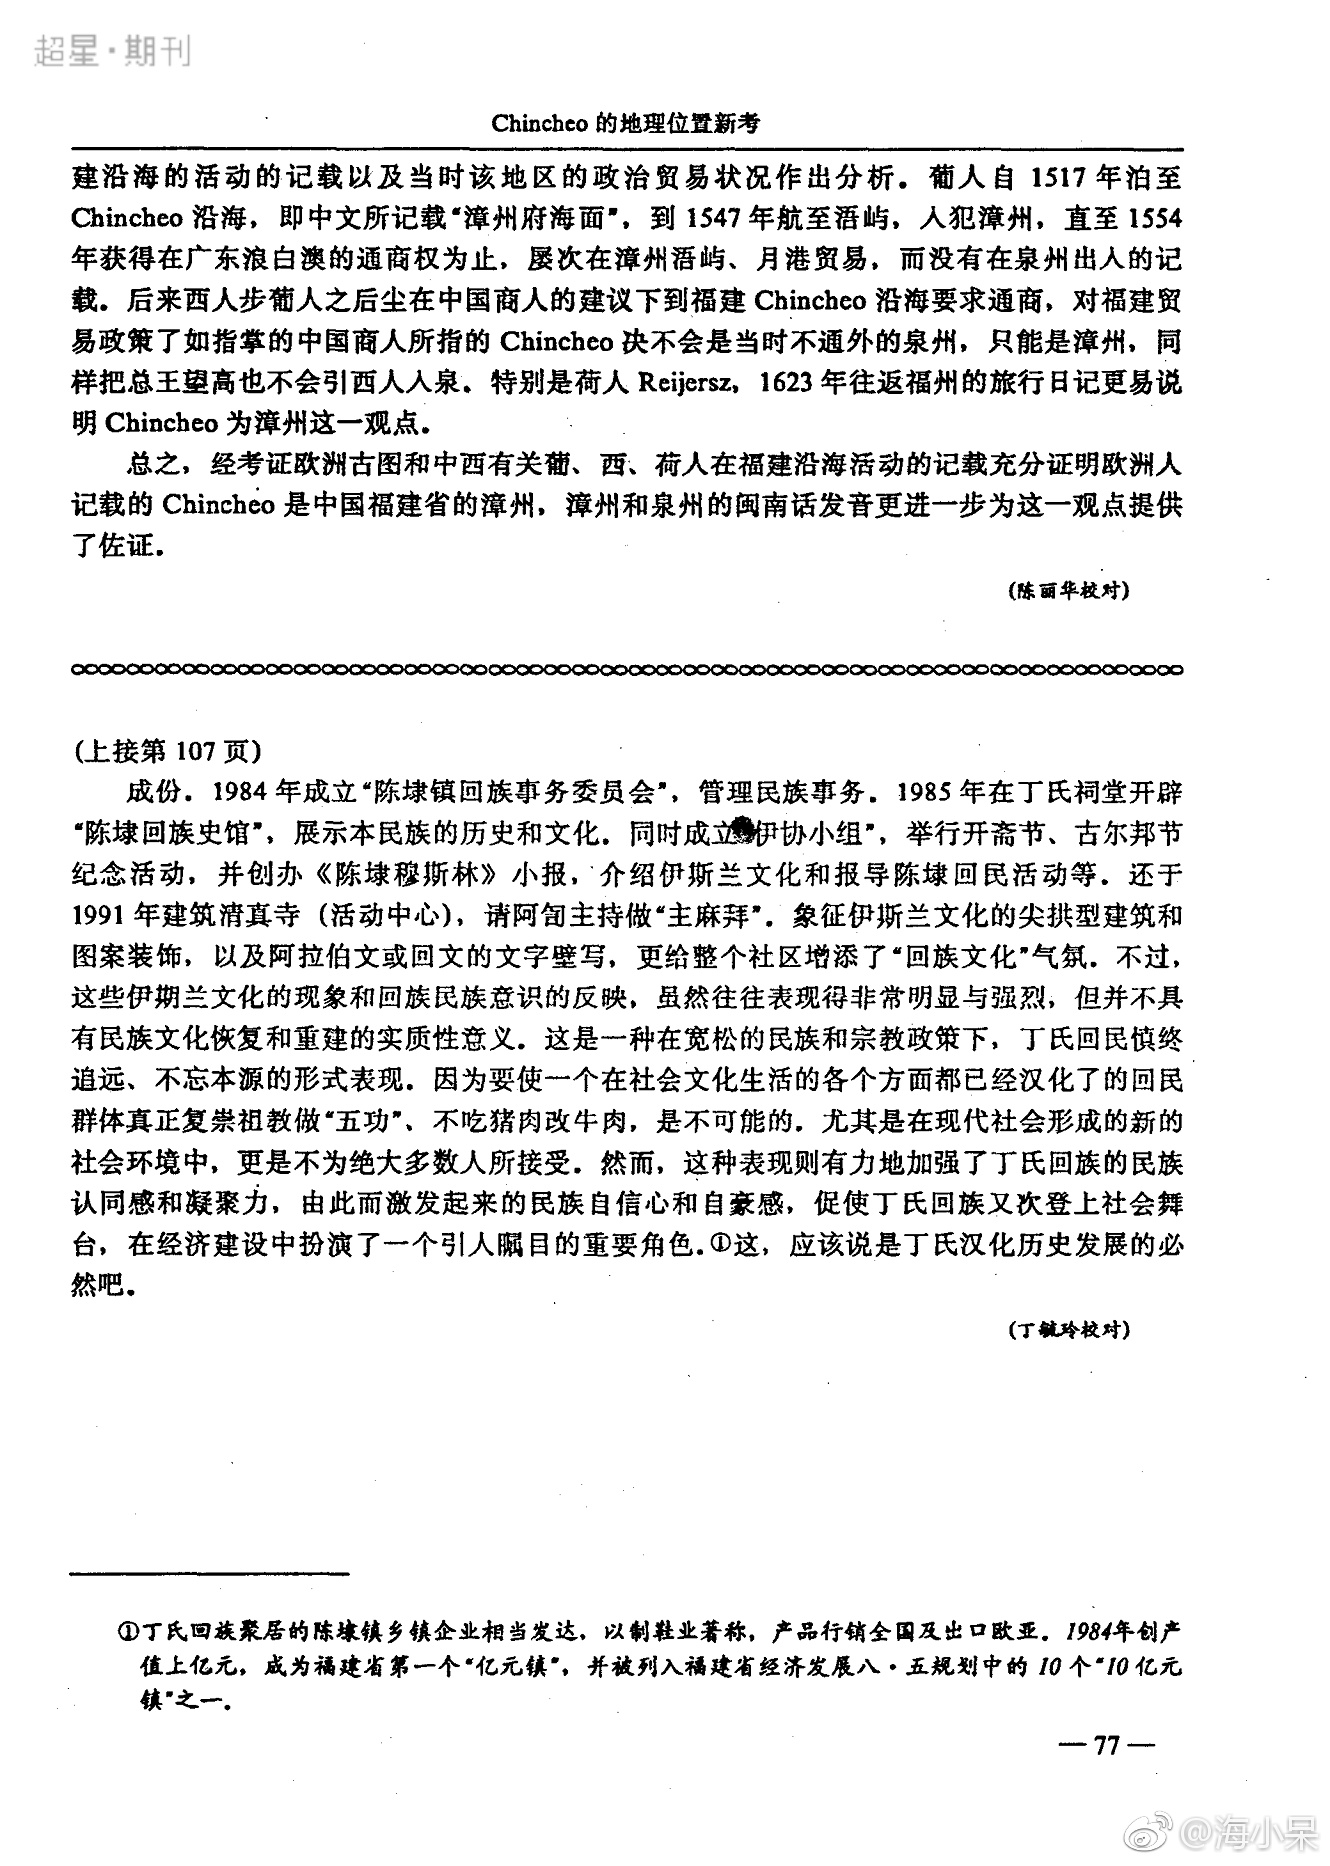 超星·期刊
Chincheo 的地理位置新考
建沿海的活动的记载以及当时该地区的政治贸易状况作出分析。葡人自 1517 年泊至
Chincheo 沿海，即中文所记载“漳州府海面”，到 1547 年航至浯屿，人犯漳州，直至 1554
年获得在广东浪白澳的通商权为止，屡次在漳州浯屿、月港贸易，而没有在泉州出人的记
载。后来西人步葡人之后尘在中国商人的建议下到福建 Chincheo 沿海要求通商，对福建贸
易政策了如指掌的中国商人所指的 Chincheo 决不会是当时不通外的泉州，只能是漳州，同
样把总王望高也不会引西人人泉。特别是荷人 Reijersz，1623 年往返福州的旅行日记更易说
明 Chincheo 为漳州这一观点。
总之，经考证欧洲古图和中西有关葡、西、荷人在福建沿海活动的记载充分证明欧洲人
记载的 Chincheo 是中国福建省的漳州，漳州和泉州的闽南话发音更进一步为这一观点提供
了佐证。
(陈丽华校对)
(上接第 107 页)
成份。1984 年成立“陈埭镇回族事务委员会”，管理民族事务。1985 年在丁氏祠堂开辟
“陈埭回族史馆”，展示本民族的历史和文化。同时成立伊协小组”，举行开斋节、古尔邦节
纪念活动，并创办《陈埭穆斯林》小报，介绍伊斯兰文化和报导陈埭回民活动等。还于
1991 年建筑清真寺（活动中心），请阿訇主持做“主麻拜”。象征伊斯兰文化的尖拱型建筑和
图案装饰，以及阿拉伯文或回文的文字壁写，更给整个社区增添了“回族文化”气氛。不过，
这些伊期兰文化的现象和回族民族意识的反映，虽然往往表现得非常明显与强烈，但并不具
有民族文化恢复和重建的实质性意义。这是一种在宽松的民族和宗教政策下，丁氏回民慎终
追远、不忘本源的形式表现。因为要使一个在社会文化生活的各个方面都已经汉化了的回民
群体真正复崇祖教做“五功”、不吃猪肉改牛肉，是不可能的。尤其是在现代社会形成的新的
社会环境中，更是不为绝大多数人所接受。然而，这种表现则有力地加强了丁氏回族的民族
认同感和凝聚力，由此而激发起来的民族自信心和自豪感，促使丁氏回族又次登上社会舞
台，在经济建设中扮演了一个引人瞩目的重要角色。①这，应该说是丁氏汉化历史发展的必
然吧。
(丁毓玲校对)
①丁氏回族聚居的陈埭镇乡镇企业相当发达，以制鞋业著称，产品行销全国及出口欧亚。1984年创产
值上亿元，成为福建省第一个“亿元镇”，并被列入福建省经济发展八·五规划中的 10 个“10 亿元
镇”之一。
— 77 —
@海小呆